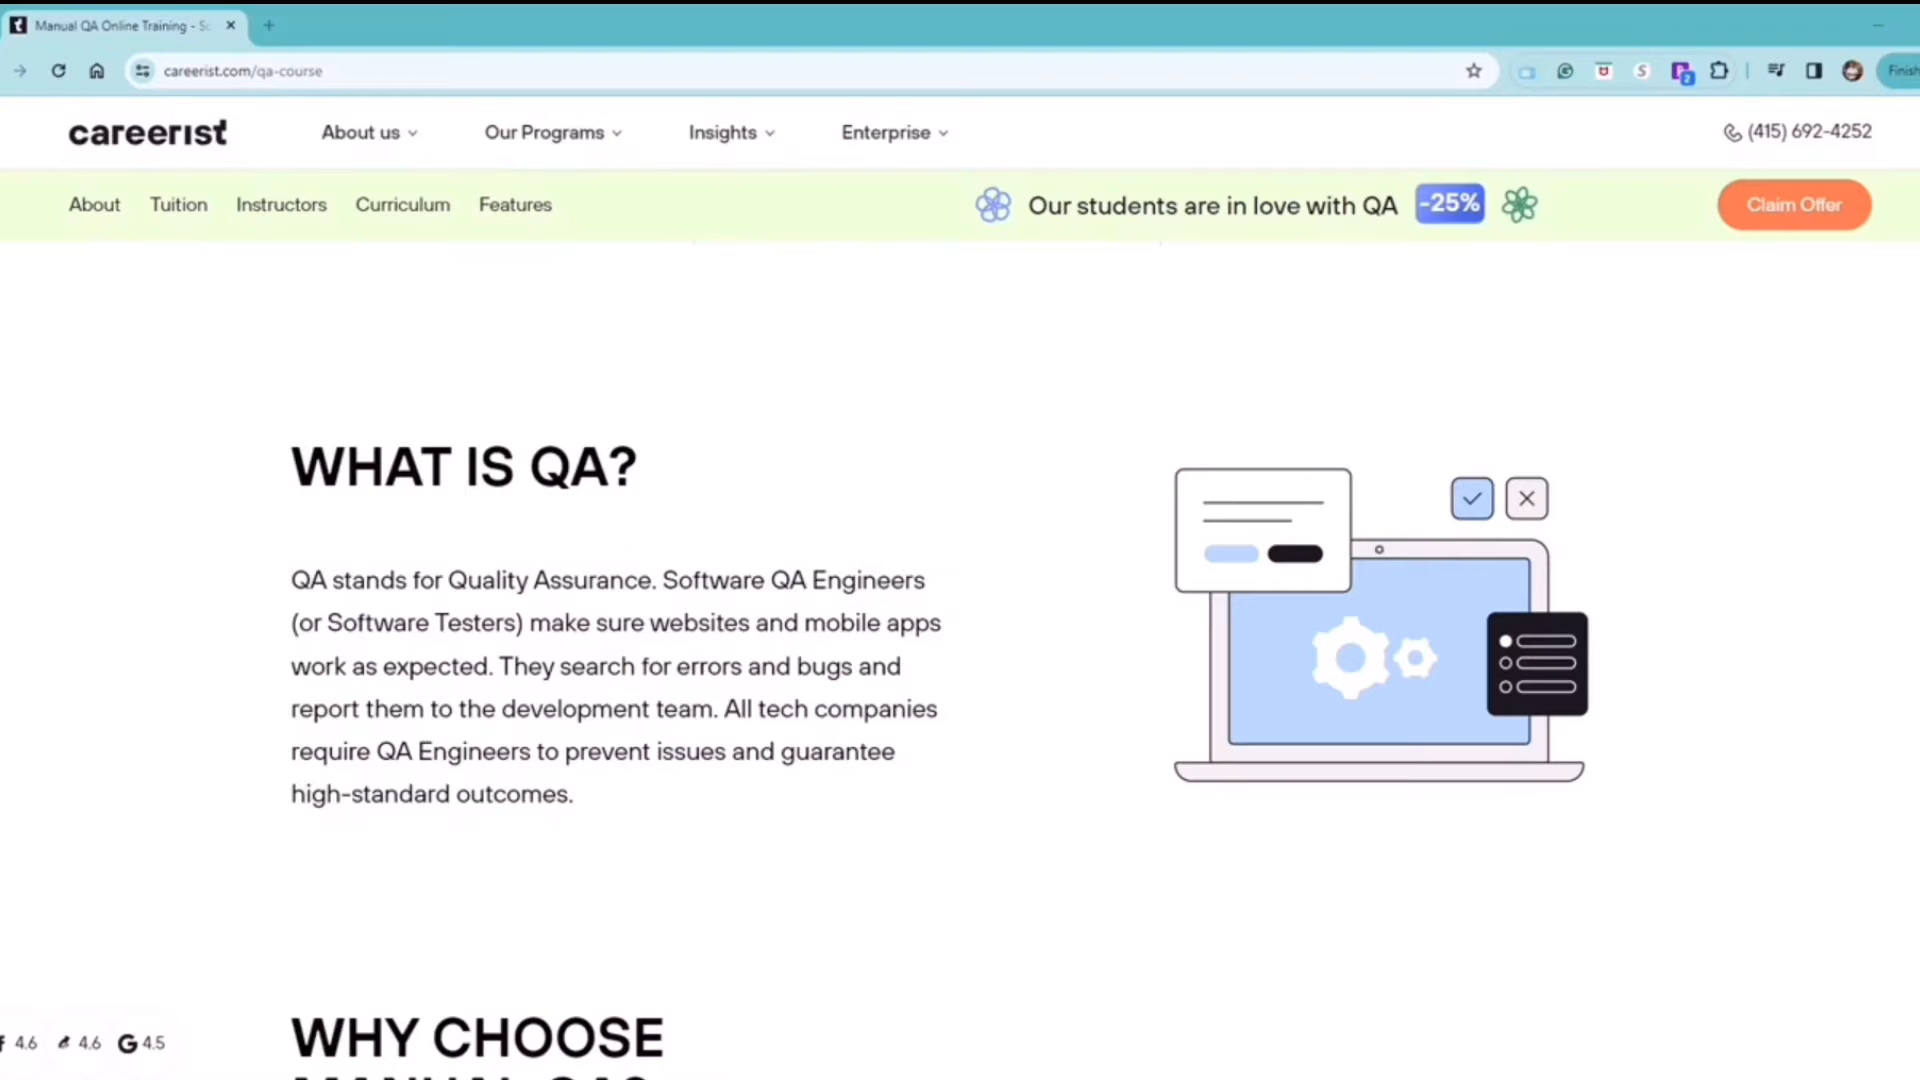 Manual QA Online Training - Sc
careerist.com/qa-course
Finish
careerist
About us
Our Programs
Insights
Enterprise
(415) 692-4252
About
Tuition
Instructors
Curriculum
Features
Our students are in love with QA
-25%
Claim Offer
WHAT IS QA?
QA stands for Quality Assurance. Software QA Engineers
(or Software Testers) make sure websites and mobile apps
work as expected. They search for errors and bugs and
report them to the development team. All tech companies
require QA Engineers to prevent issues and guarantee
high-standard outcomes.
4.6
4.6
G 4.5
WHY CHOOSE
MANUAL QA?